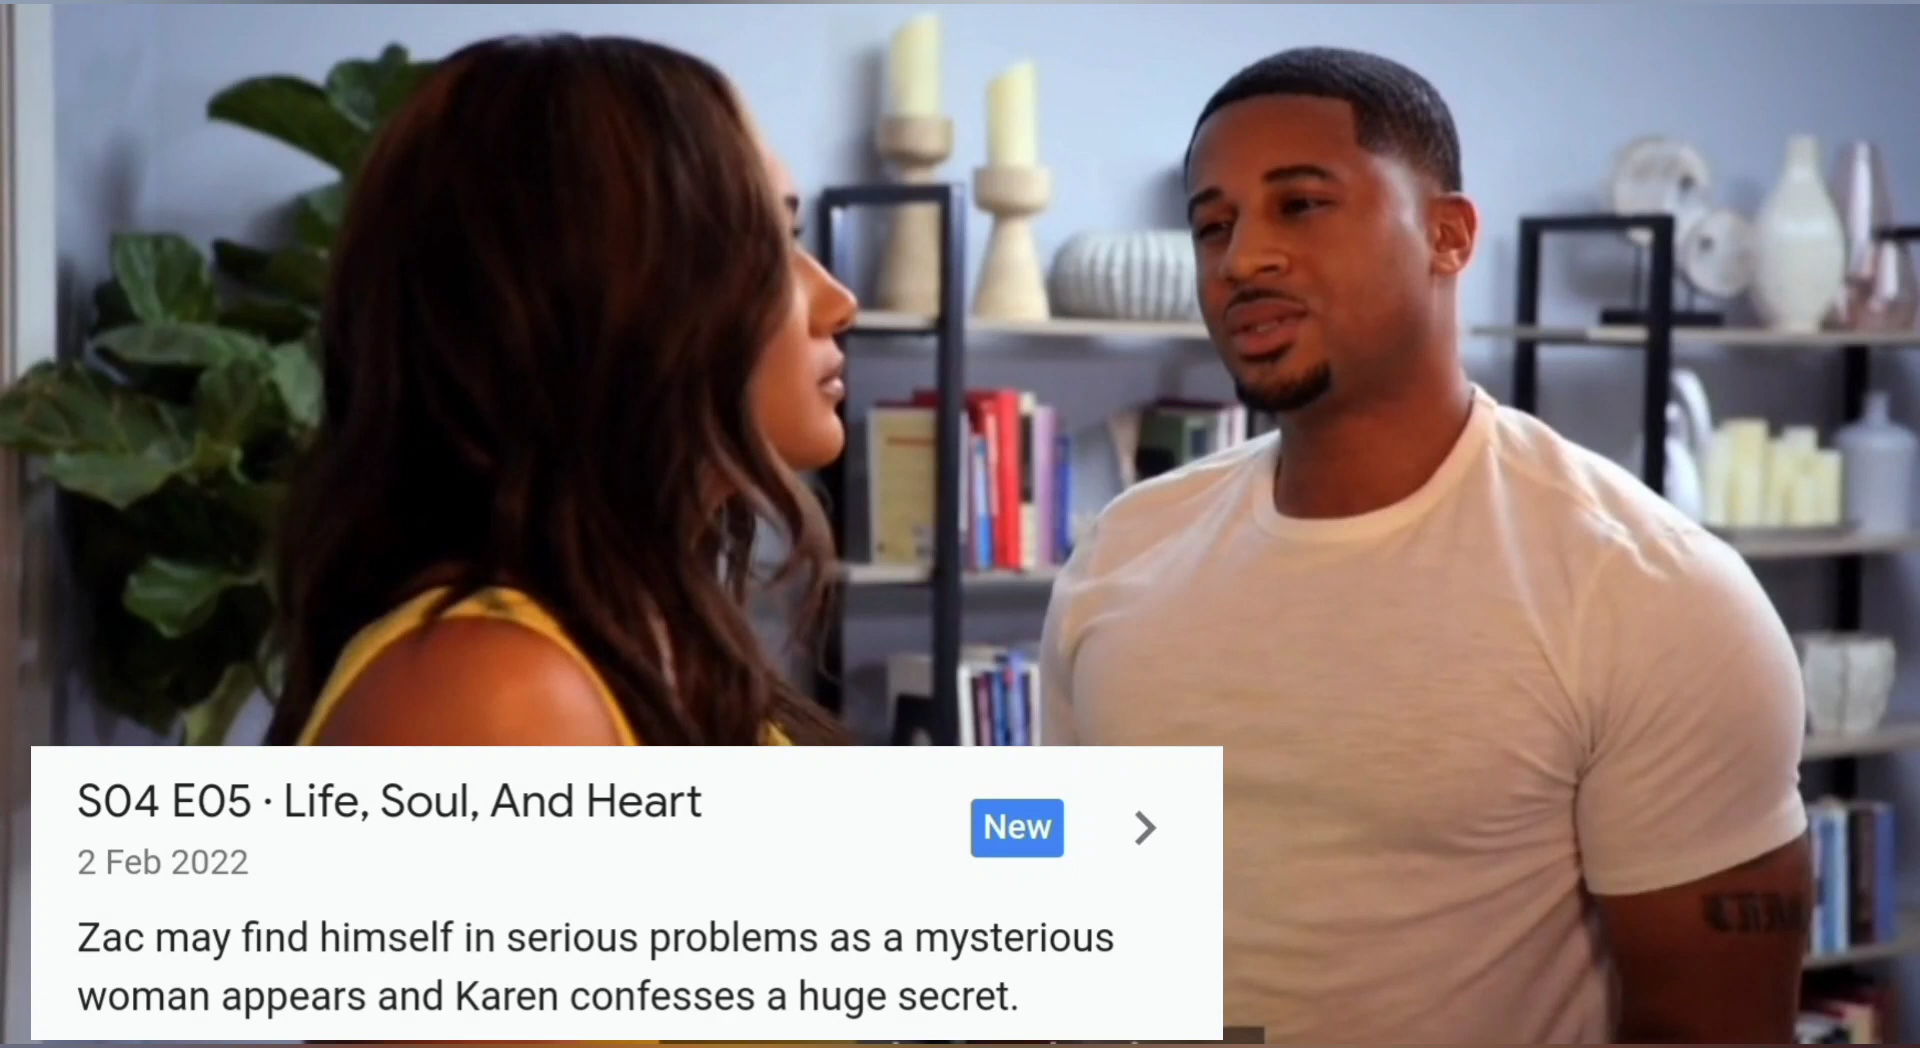 S04 E05 · Life, Soul, And Heart
New
2 Feb 2022
Zac may find himself in serious problems as a mysterious
woman appears and Karen confesses a huge secret.